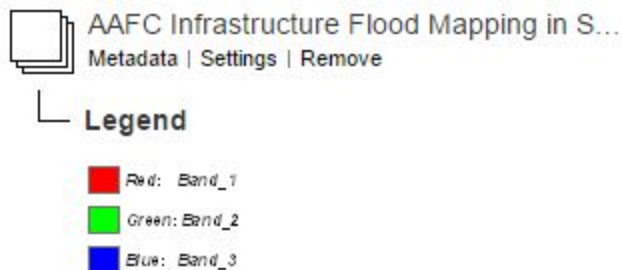 AAFC Infrastructure Flood Mapping in S...
Metadata | Settings | Remove
Legend
Red: Band_1
Green: Band_2
Blue: Band_3